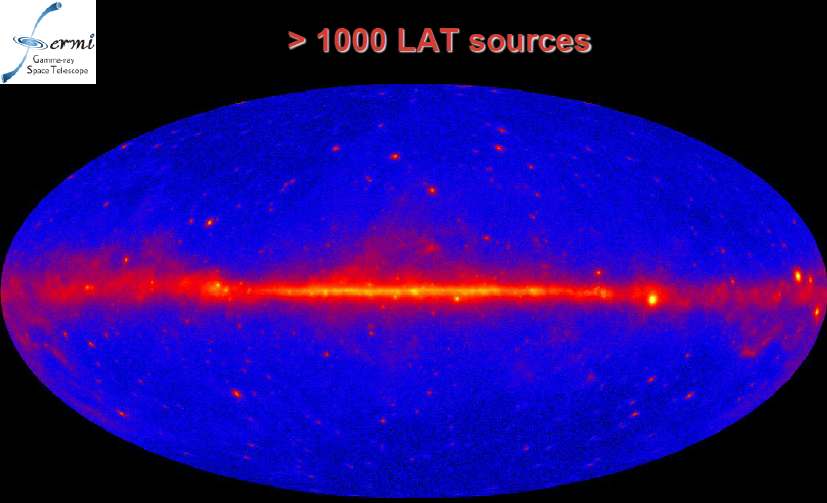 Fermi
Gamma-ray
Space Telescope
> 1000 LAT sources